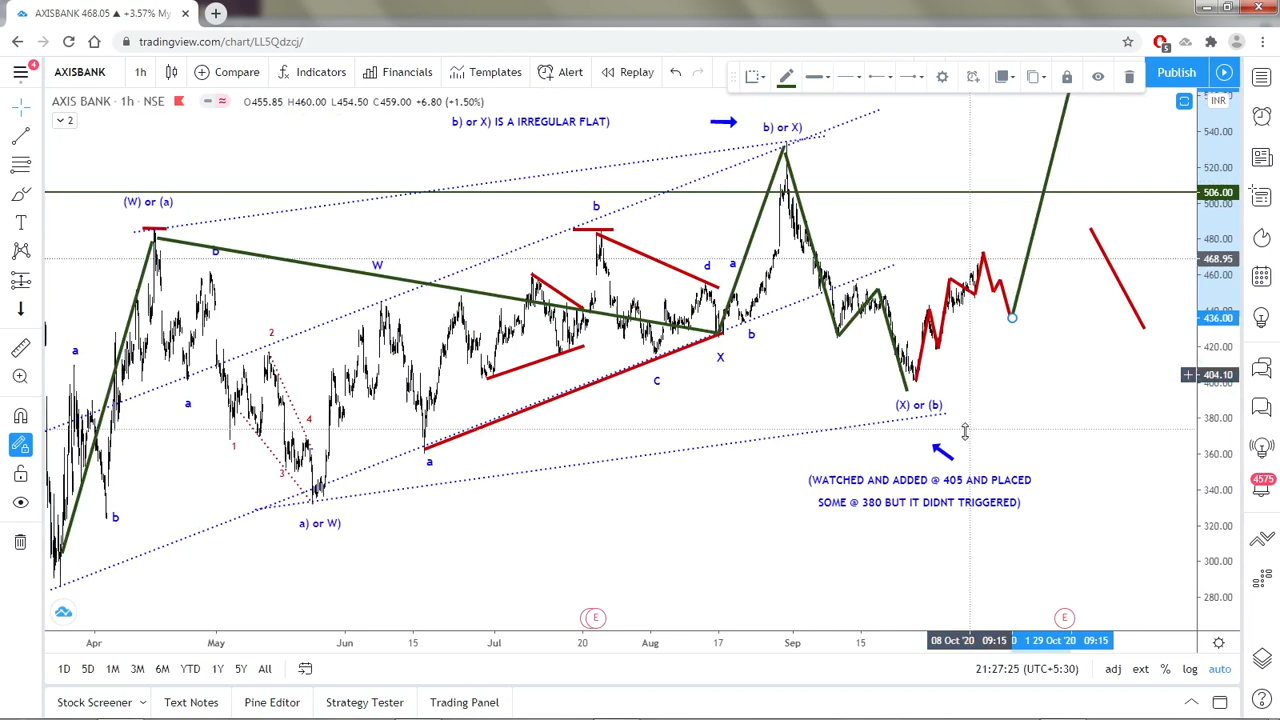 AXISBANK 468.05 ▲ +3.57% My
tradingview.com/chart/LL5Qdzcj/
5
4
AXISBANK 1h Compare Indicators Financials Templates Alert Replay Publish
AXIS BANK · 1h · NSE O455.85 H460.00 L454.50 C459.00 +6.80 (+1.50%)
2
INR
b) or X) IS A IRREGULAR FLAT)
b) or X)
(W) or (a)
b
W
b
d
a
a
a
b
X
C
2
1
4
3
a
b
a) or W)
(X) or (b)
(WATCHED AND ADDED @ 405 AND PLACED
SOME @ 380 BUT IT DIDNT TRIGGERED)
540.00
520.00
506.00
500.00
480.00
468.95
460.00
436.00
420.00
404.10
380.00
360.00
340.00
320.00
300.00
280.00
4575
E
E
Apr May Jun 15 Jul 20 Aug 17 Sep 15 08 Oct '20 09:15 29 Oct '20 09:15
1D 5D 1M 3M 6M YTD 1Y 5Y All 21:27:25 (UTC+5:30) adj ext % log auto
Stock Screener Text Notes Pine Editor Strategy Tester Trading Panel